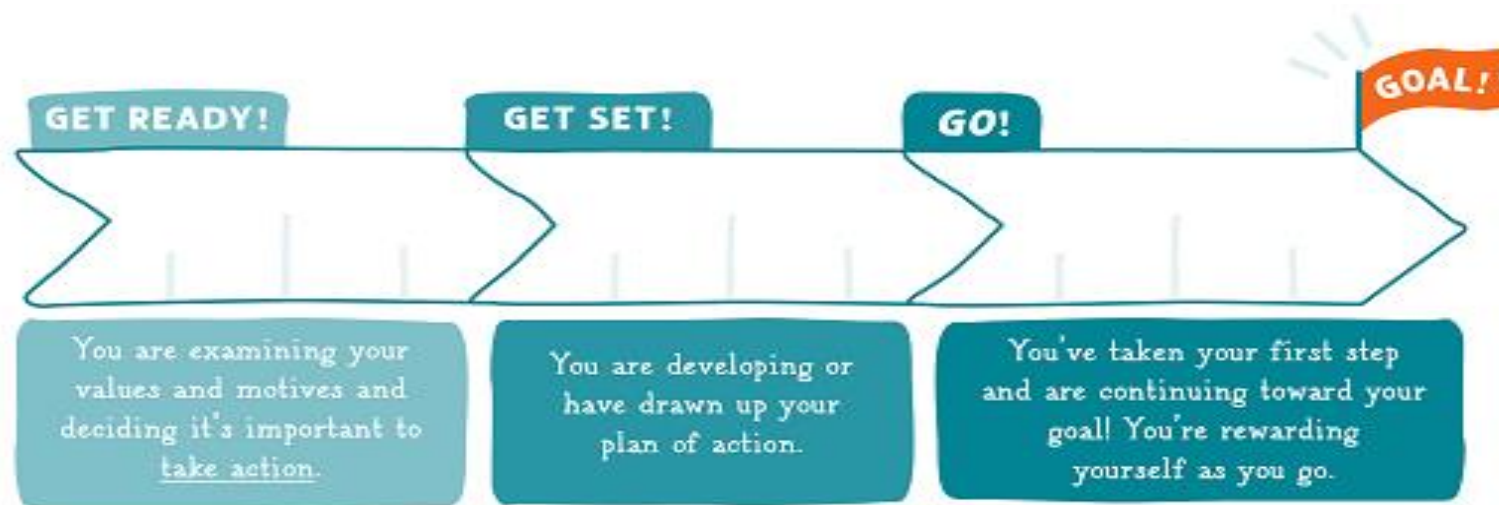 GET READY!
GET SET!
GO!
GOAL!
You are examining your
values and motives and
deciding it's important to
take action.
You are developing or
have drawn up your
plan of action.
You've taken your first step
and are continuing toward your
goal! You're rewarding
yourself as you go.